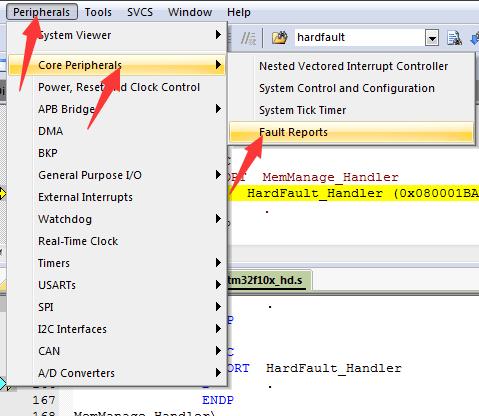 Peripherals Tools SVCS Window Help
System Viewer
hardfault
Core Peripherals
Nested Vectored Interrupt Controller
Power, Reset and Clock Control
System Control and Configuration
APB Bridges
System Tick Timer
DMA
Fault Reports
BKP
General Purpose I/O
MemManage_Handler
External Interrupts
HardFault_Handler (0x080001BA
Watchdog
.
Real-Time Clock
Timers
USARTs
tm32f10x_hd.s
SPI
.
I2C Interfaces
CAN
ORT HardFault_Handler
A/D Converters
.
167 ENDP
168 MemManage_Handler\